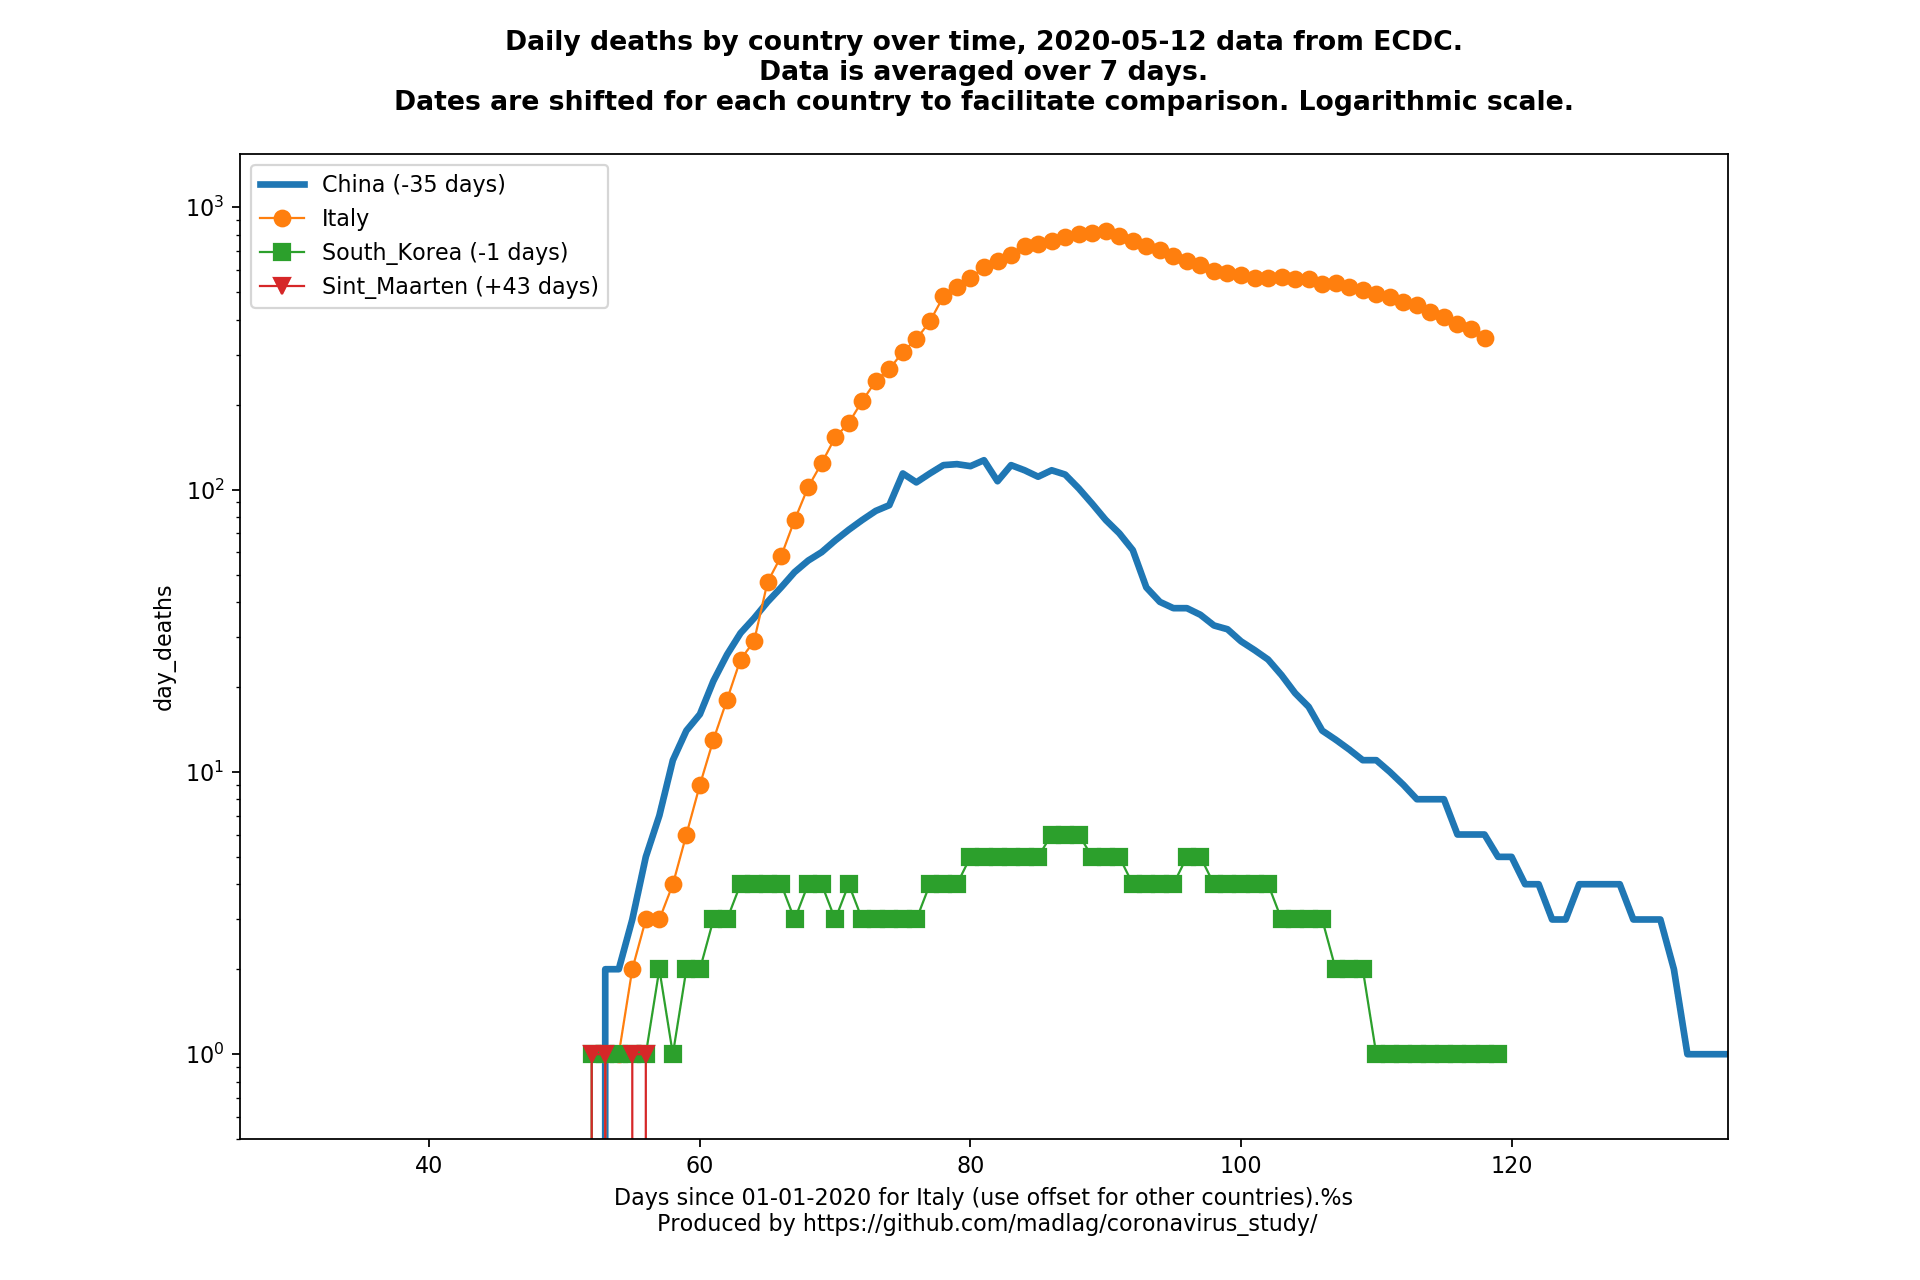 Daily deaths by country over time, 2020-05-12 data from ECDC.
Data is averaged over 7 days.
Dates are shifted for each country to facilitate comparison. Logarithmic scale.
China (-35 days)
Italy
South_Korea (-1 days)
Sint_Maarten (+43 days)
10³
10²
10¹
10⁰
day_deaths
40 60 80 100 120
Days since 01-01-2020 for Italy (use offset for other countries).%s
Produced by https://github.com/madlag/coronavirus_study/